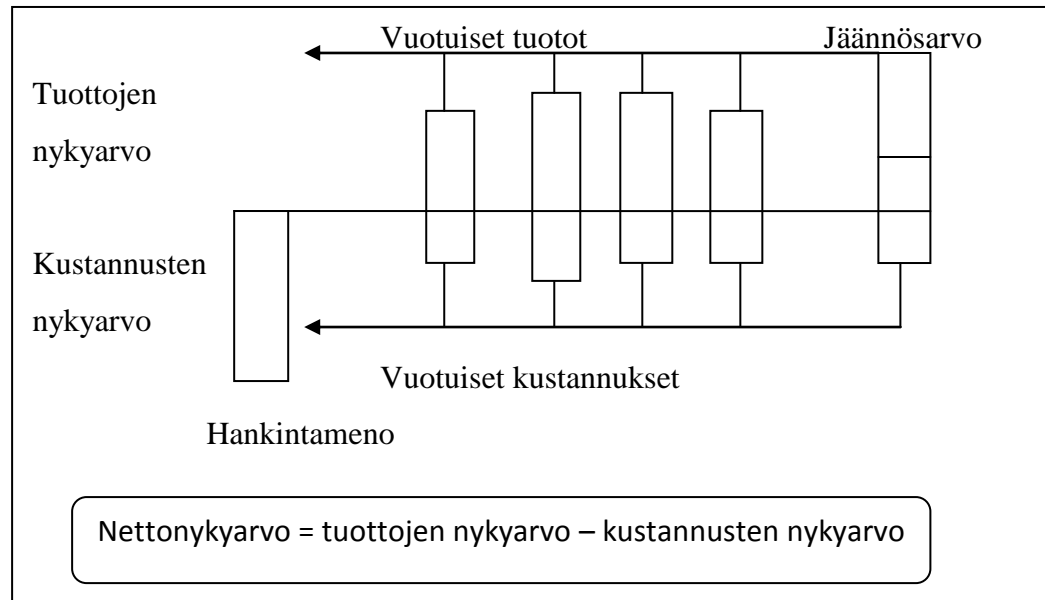 Vuotuiset tuotot
Jäännösarvo
Tuottojen
nykyarvo
Kustannusten
nykyarvo
Vuotuiset kustannukset
Hankintameno
Nettonykyarvo = tuottojen nykyarvo – kustannusten nykyarvo